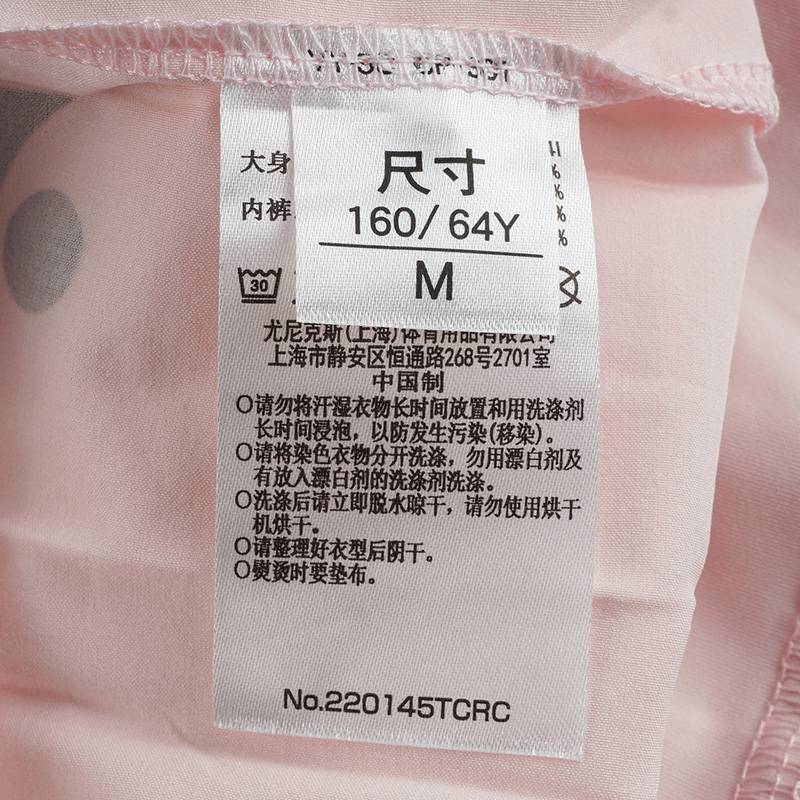 大身
内裤
尺寸
160/ 64Y
M
30
尤尼克斯(上海)体育用品有限公司
上海市静安区恒通路268号2701室
中国制
○请勿将汗湿衣物长时间放置和用洗涤剂
长时间浸泡，以防发生污染(移染)。
○请将染色衣物分开洗涤，勿用漂白剂及
有放入漂白剂的洗涤剂洗涤。
○洗涤后请立即脱水晾干，请勿使用烘干
机烘干。
○请整理好衣型后阴干。
○熨烫时要垫布。
No.220145TCRC